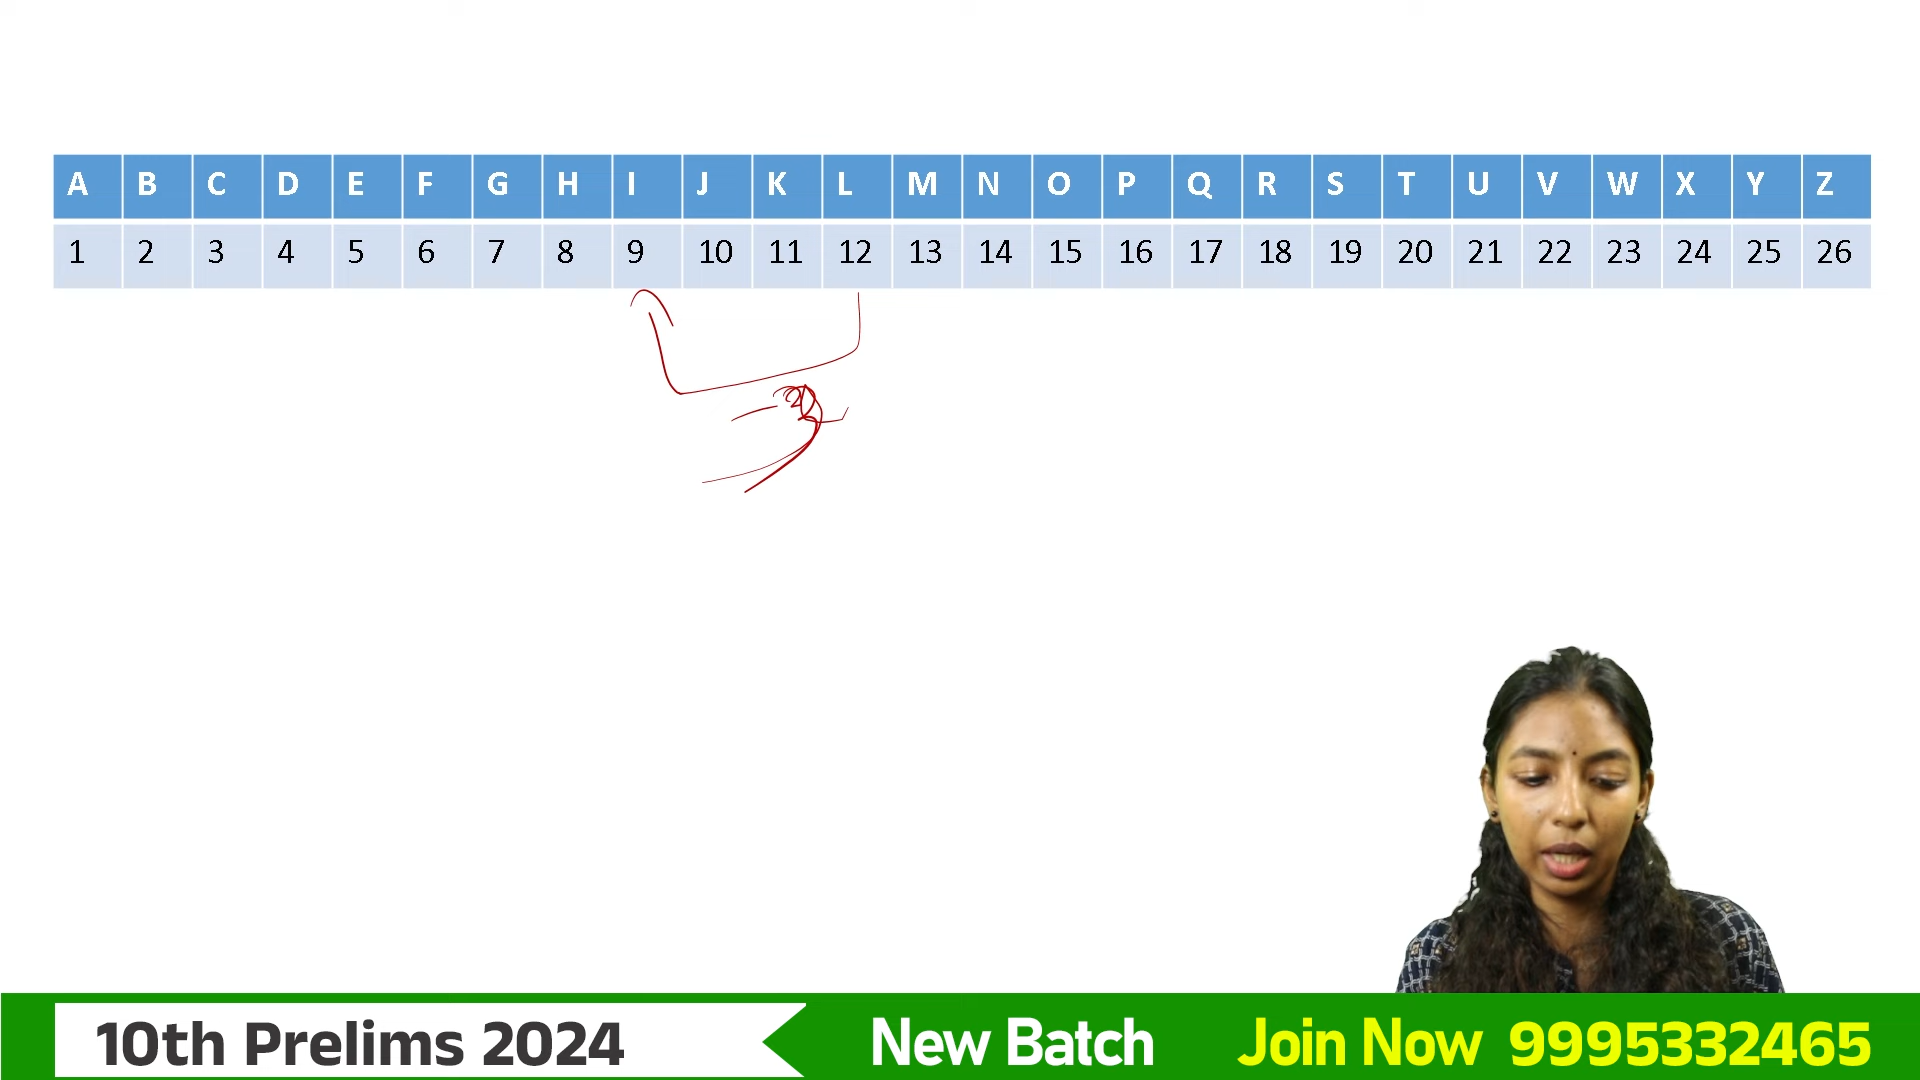 A B C D E F G H I J K L M N O P Q R S T U V W X Y Z
1 2 3 4 5 6 7 8 9 10 11 12 13 14 15 16 17 18 19 20 21 22 23 24 25 26
10th Prelims 2024 New Batch Join Now 9995332465